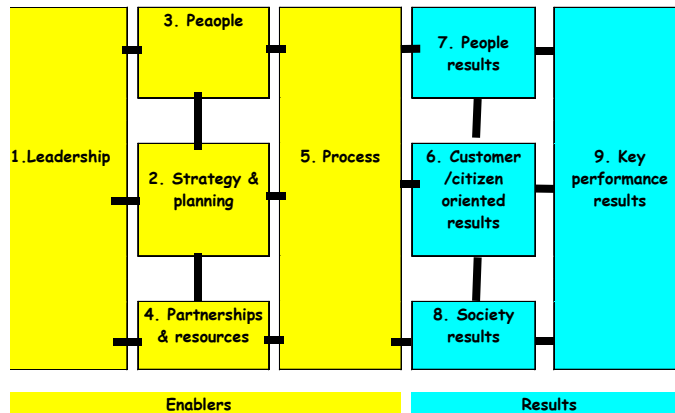 3. Peaople
7. People
results
1.Leadership
2. Strategy &
planning
5. Process
6. Customer
/citizen
oriented
results
9. Key
performance
results
4. Partnerships
& resources
8. Society
results
Enablers
Results